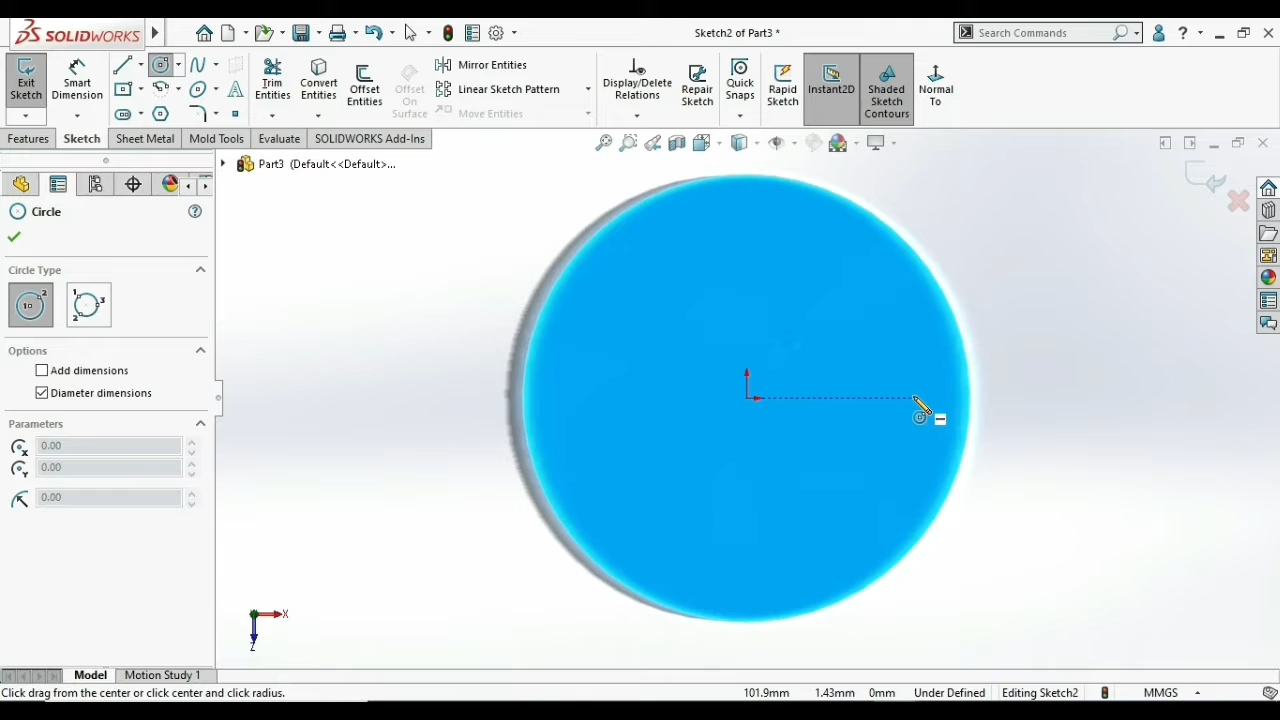 SOLIDWORKS
Sketch2 of Part3 *
Search Commands
?
Exit Sketch
Smart Dimension
Trim Entities
Convert Entities
Offset Entities
Offset On Surface
Mirror Entities
Linear Sketch Pattern
Move Entities
Display/Delete Relations
Repair Sketch
Quick Snaps
Rapid Sketch
Instant2D
Shaded Sketch Contours
Normal To
Features
Sketch
Sheet Metal
Mold Tools
Evaluate
SOLIDWORKS Add-Ins
Part3 (Default<<Default>...
Circle
?
Circle Type
Options
Add dimensions
Diameter dimensions
Parameters
0.00
0.00
0.00
X
Z
Model
Motion Study 1
Click drag from the center or click center and click radius.
101.9mm
1.43mm
0mm
Under Defined
Editing Sketch2
MMGS